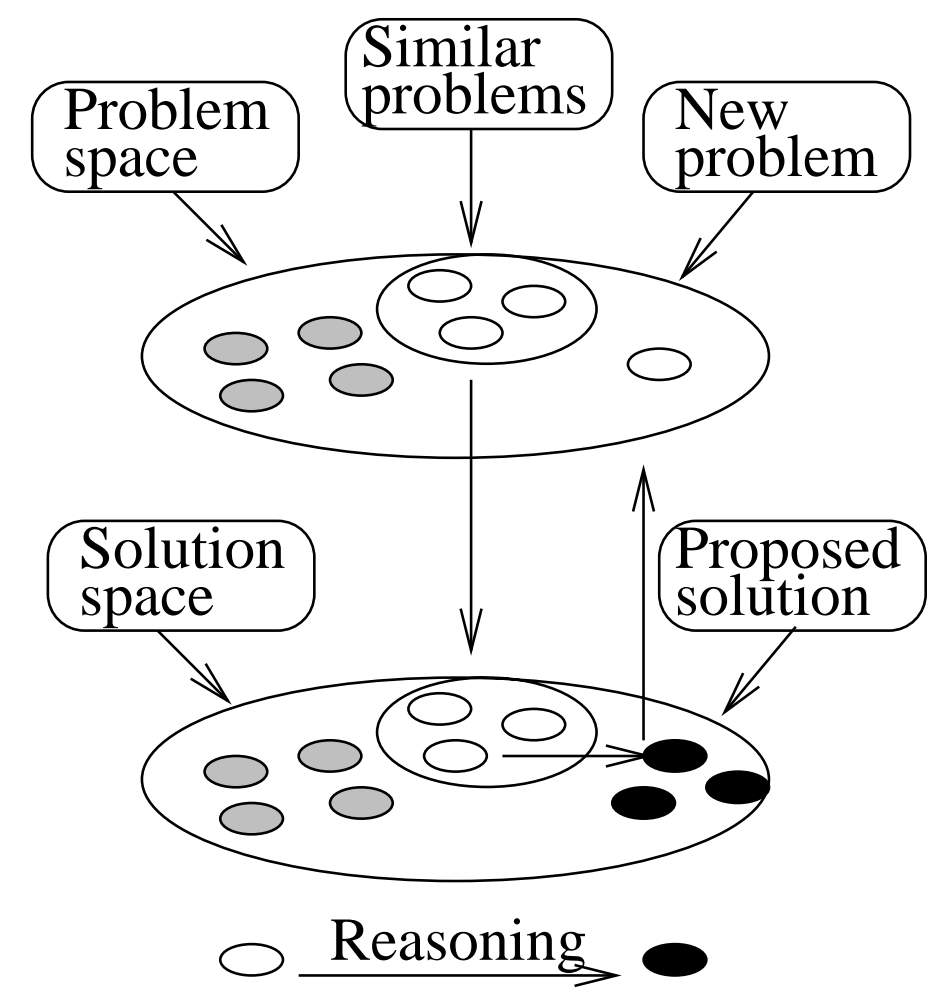 Similar
problems
Problem
space
New
problem
Solution
space
Proposed
solution
Reasoning